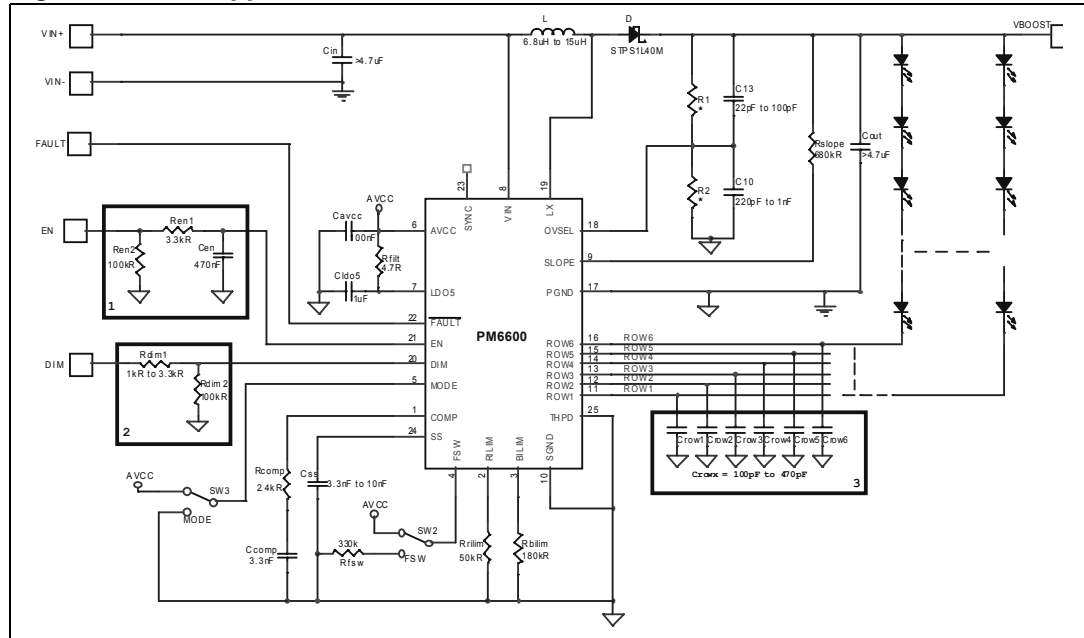 VIN+
L
6.8uH to 15uH
D
STPS1L40M
VBOOST
Cin
>4.7uF
VIN-
R1
*
C13
22pF to 100pF
FAULT
Rslope
680kR
Cout
>4.7uF
R2
*
C10
220pF to 1nF
23
SYNC
8
VIN
19
LX
AVCC
Cavcc
100nF
6
AVCC
OVSEL
18
EN
Ren1
3.3kR
Ren2
100kR
Cen
470nF
Rfilt
4.7R
SLOPE
9
Cldo5
1uF
7
LDO5
PGND
17
1
22
FAULT
PM6600
21
EN
ROW6
16
ROW6
ROW5
15
ROW5
DIM
Rdim1
1kR to 3.3kR
20
DIM
ROW4
14
ROW4
ROW3
13
ROW3
Rdim2
100kR
5
MODE
ROW2
12
ROW2
ROW1
11
ROW1
1
COMP
THPD
25
2
24
SS
FSW
4
RILIM
2
BILIM
3
SGND
10
Crow1
Crow2
Crow3
Crow4
Crow5
Crow6
Crowx = 100pF to 470pF
3
AVCC
SW3
MODE
Rcomp
2.4kR
Css
3.3nF to 10nF
AVCC
SW2
FSW
330k
Rfsw
Rrilim
50kR
Rbilim
180kR
Ccomp
3.3nF